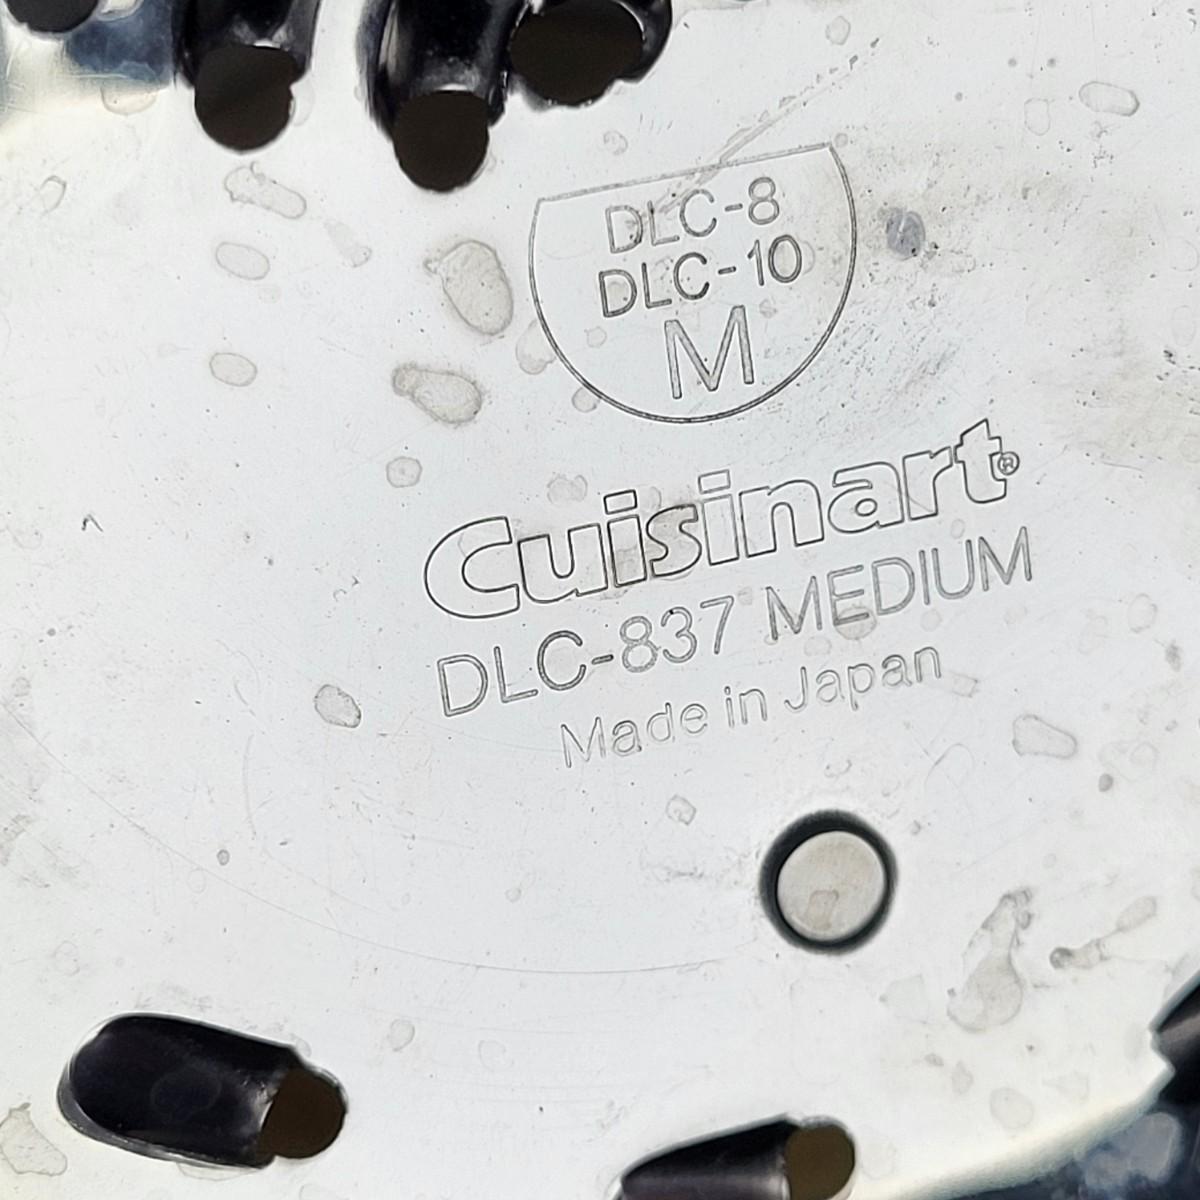 DLC-8
DLC-10
M
Cuisinart®
DLC-837 MEDIUM
Made in Japan